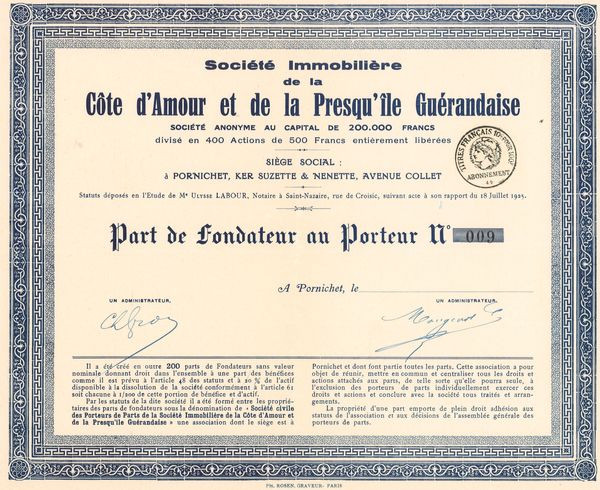 Société Immobilière
de la
Côte d'Amour et de la Presqu'île Guérandaise
SOCIÉTÉ ANONYME AU CAPITAL DE 200.000 FRANCS
divisé en 400 Actions de 500 Francs entièrement libérées
SIÈGE SOCIAL :
à PORNICHET, KER SUZETTE & NENETTE, AVENUE COLLET
TITRES FRANÇAIS
ABONNEMENT
Statuts déposés en l'Etude de Me Ulysse LABOUR, Notaire à Saint-Nazaire, rue de Croisic, suivant acte à son rapport du 18 Juillet 1925.
Part de Fondateur au Porteur N° 009
A Pornichet, le
UN ADMINISTRATEUR,
UN ADMINISTRATEUR,
Il a été créé en outre 200 parts de Fondateurs sans valeur
nominale donnant droit dans l'ensemble à une part des bénéfices
comme il est prévu à l'article 48 des statuts et à 20 % de l'actif
disponible à la dissolution de la société conformément à l'article 61
soit chacune à 1/200 de cette portion de bénéfice et d'actif.
Par les statuts de la dite société il a été formé entre les proprié-
taires des parts de fondateurs sous la dénomination de « Société civile
des Porteurs de Parts de la Société Immobilière de la Côte d'Amour et
de la Presqu'île Guérandaise » une association dont le siège est à
Pornichet et dont font partie toutes les parts. Cette association a pour
objet de réunir, mettre en commun et centraliser tous les droits et
actions attachés aux parts, de telle sorte qu'elle pourra seule, à
l'exclusion des porteurs de parts individuellement exercer ces
droits et actions et conclure avec la société tous traités et arran-
gements.
La propriété d'une part emporte de plein droit adhésion aux
statuts de l'association et aux décisions de l'assemblée générale
des porteurs de parts.
PH. ROSEN, GRAVEUR- PARIS